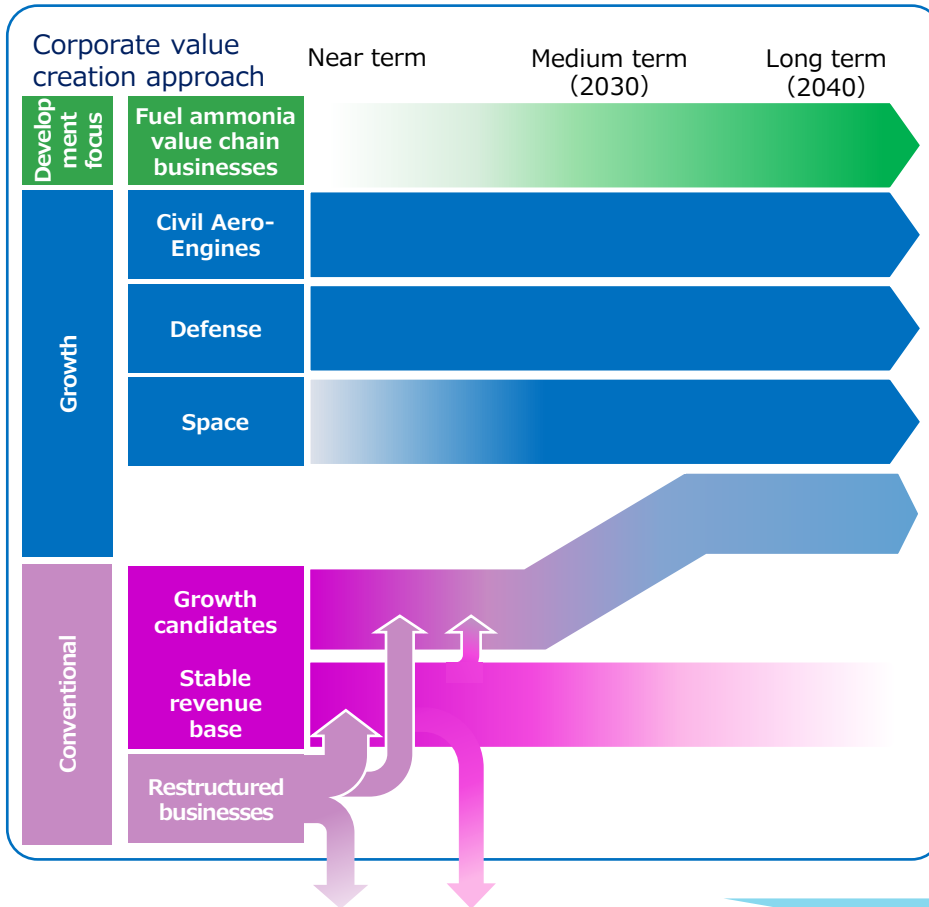 Corporate value
creation approach
Near term
Medium term
(2030)
Long term
(2040)
Develop
ment
focus
Fuel ammonia
value chain
businesses
Growth
Civil Aero-
Engines
Defense
Space
Conventional
Growth
candidates
Stable
revenue
base
Restructured
businesses